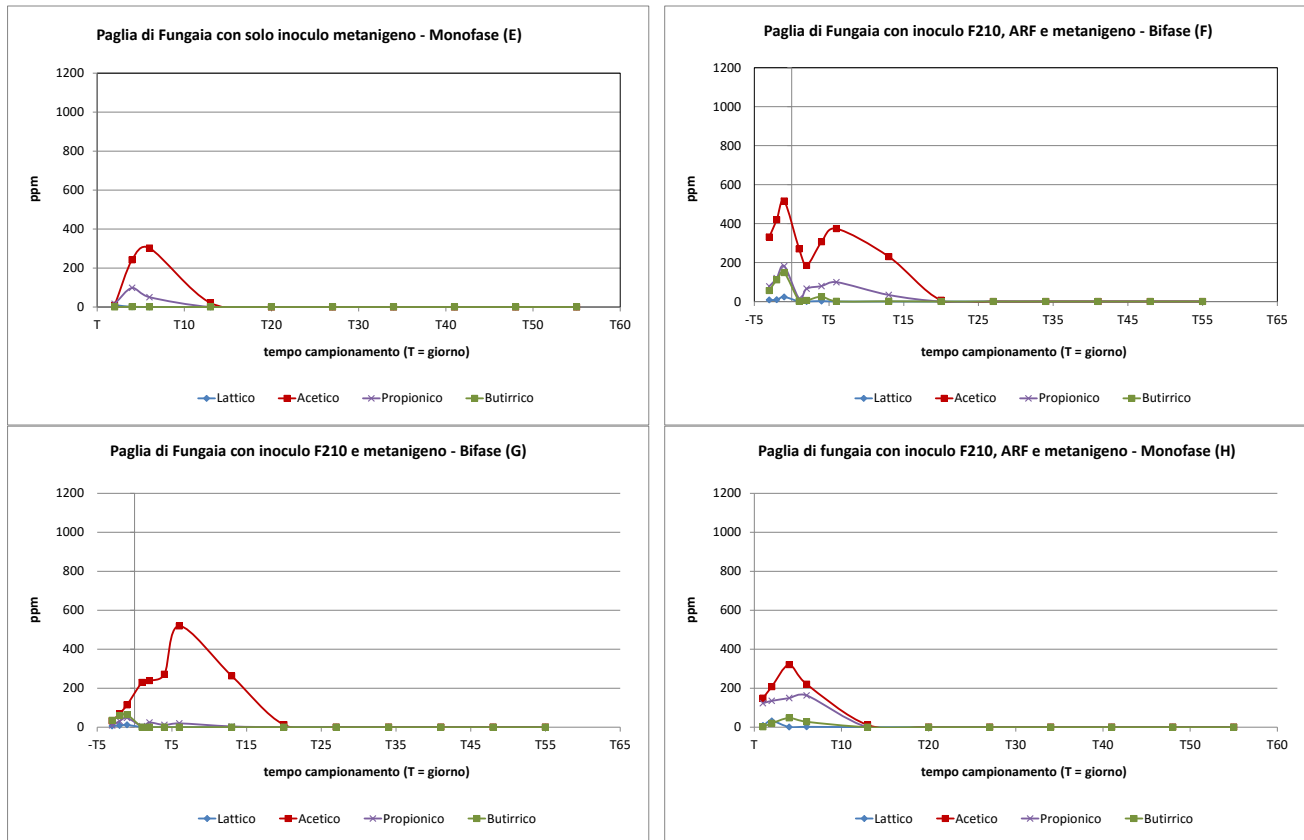 Paglia di Fungaia con solo inoculo metanigeno - Monofase (E)
1200
1000
800
600
400
200
0
ppm
T T10 T20 T30 T40 T50 T60
tempo campionamento (T = giorno)
Lattico Acetico Propionico Butirrico
Paglia di Fungaia con inoculo F210, ARF e metanigeno - Bifase (F)
1200
1000
800
600
400
200
0
ppm
-T5 T5 T15 T25 T35 T45 T55 T65
tempo campionamento (T = giorno)
Lattico Acetico Propionico Butirrico
Paglia di Fungaia con inoculo F210 e metanigeno - Bifase (G)
1200
1000
800
600
400
200
0
ppm
-T5 T5 T15 T25 T35 T45 T55 T65
tempo campionamento (T = giorno)
Lattico Acetico Propionico Butirrico
Paglia di fungaia con inoculo F210, ARF e metanigeno - Monofase (H)
1200
1000
800
600
400
200
0
ppm
T T10 T20 T30 T40 T50 T60
tempo campionamento (T = giorno)
Lattico Acetico Propionico Butirrico